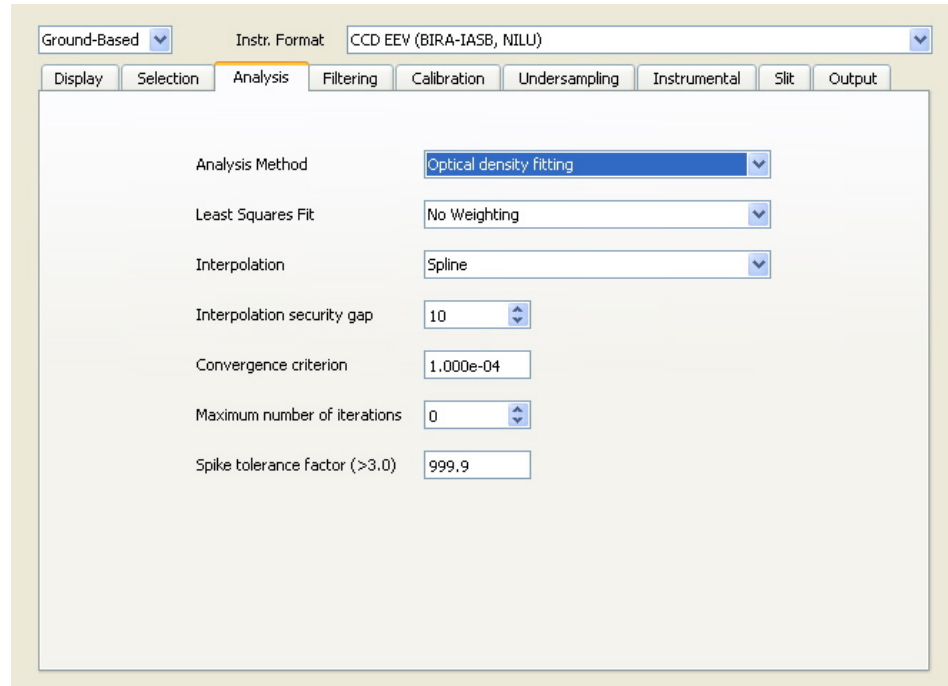 Ground-Based Instr. Format CCD EEV (BIRA-IASB, NILU)
Display Selection Analysis Filtering Calibration Undersampling Instrumental Slit Output
Analysis Method Optical density fitting
Least Squares Fit No Weighting
Interpolation Spline
Interpolation security gap 10
Convergence criterion 1.000e-04
Maximum number of iterations 0
Spike tolerance factor (>3.0) 999.9